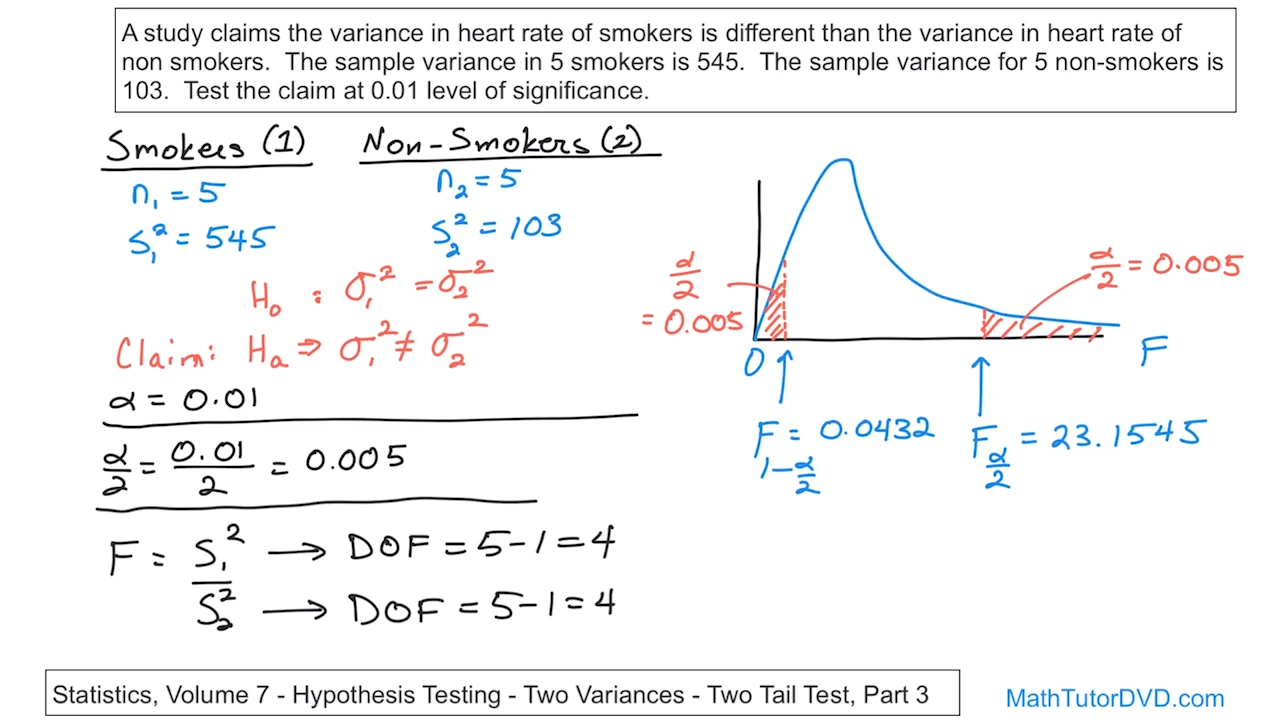 A study claims the variance in heart rate of smokers is different than the variance in heart rate of
non smokers. The sample variance in 5 smokers is 545. The sample variance for 5 non-smokers is
103. Test the claim at 0.01 level of significance.
Smokers (1)
n₁ = 5
S₁² = 545
Non-Smokers (2)
n₂ = 5
S₂² = 103
H₀ : σ₁² = σ₂²
Claim: Hₐ ⇒ σ₁² ≠ σ₂²
α = 0.01
α/2 = 0.01/2 = 0.005
F = S₁² → DOF = 5-1 = 4
S₂² → DOF = 5-1 = 4
α/2
= 0.005
α/2 = 0.005
0
F
F 1-α/2 = 0.0432
F α/2 = 23.1545
Statistics, Volume 7 - Hypothesis Testing - Two Variances - Two Tail Test, Part 3
MathTutorDVD.com